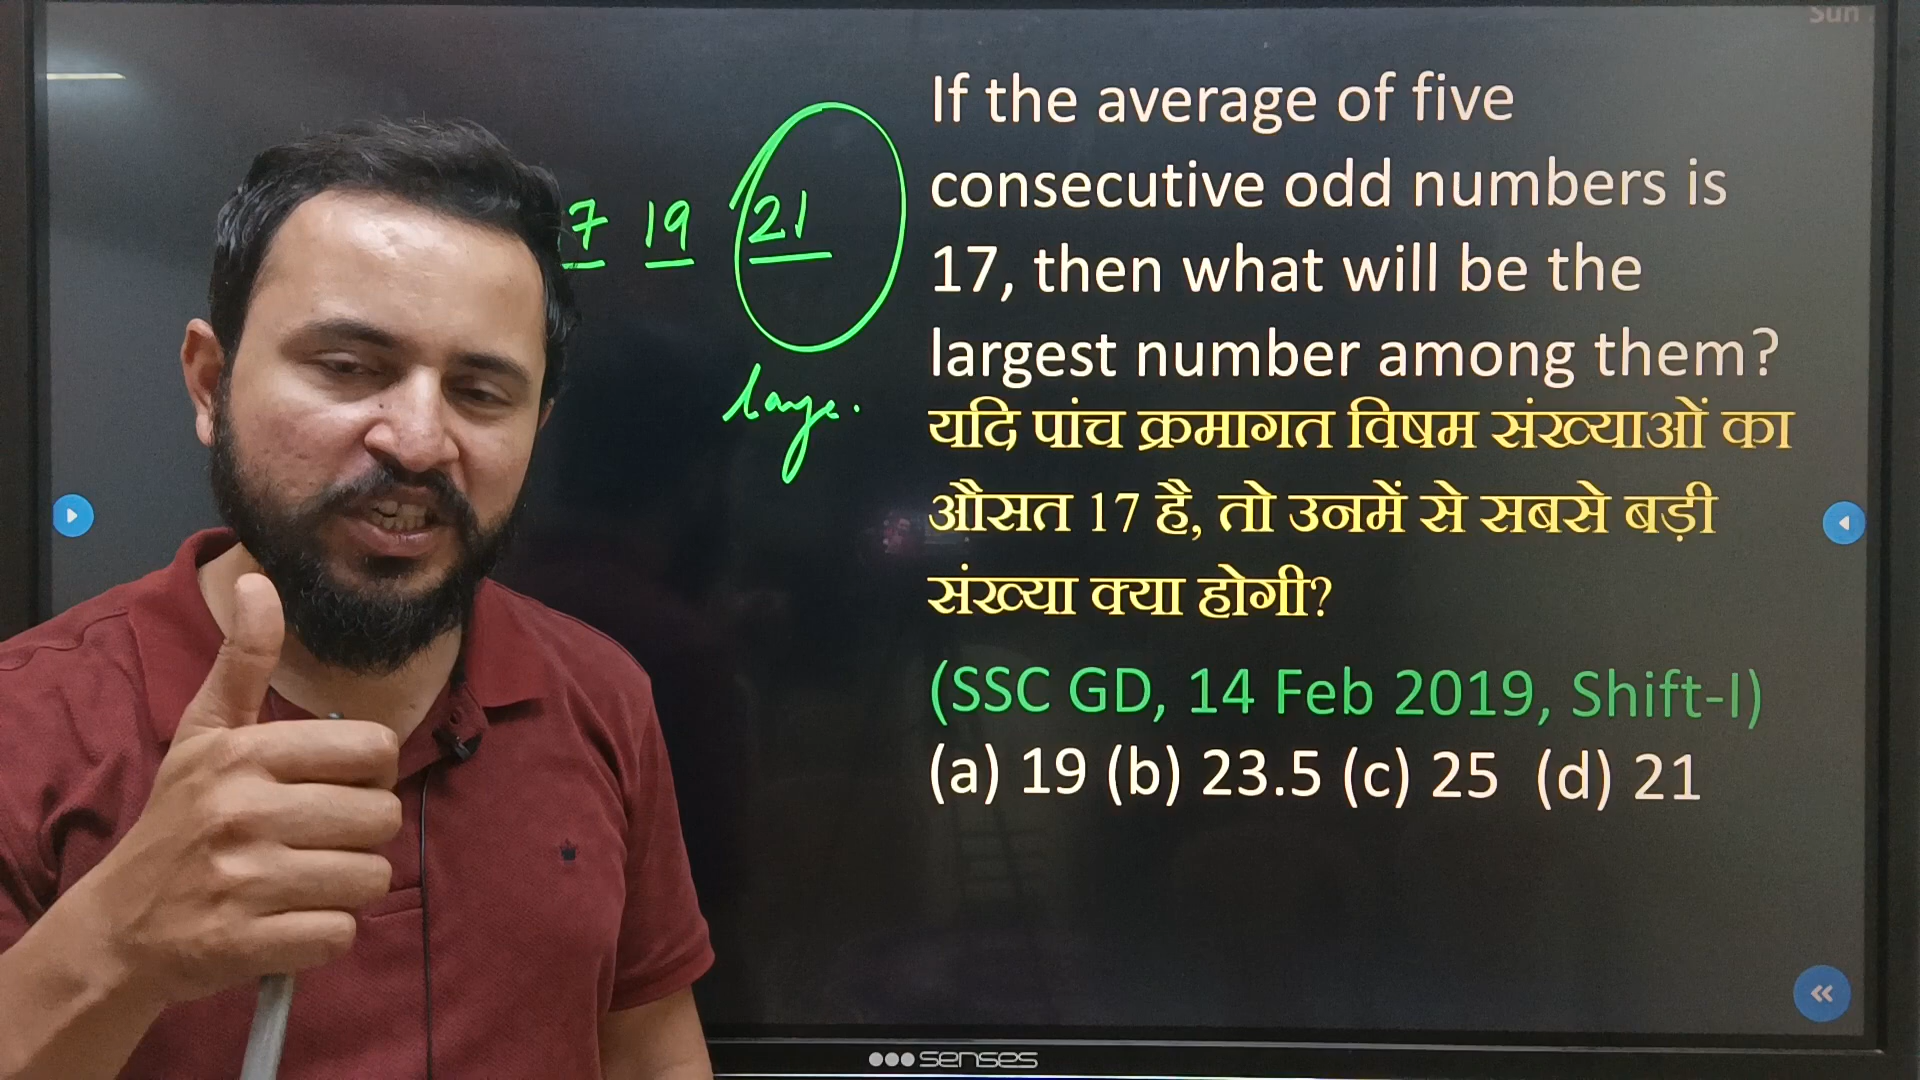 Sun
7 19 21
large.
If the average of five
consecutive odd numbers is
17, then what will be the
largest number among them?
यदि पांच क्रमागत विषम संख्याओं का
औसत 17 है, तो उनमें से सबसे बड़ी
संख्या क्या होगी?
(SSC GD, 14 Feb 2019, Shift-I)
(a) 19 (b) 23.5 (c) 25 (d) 21
senses